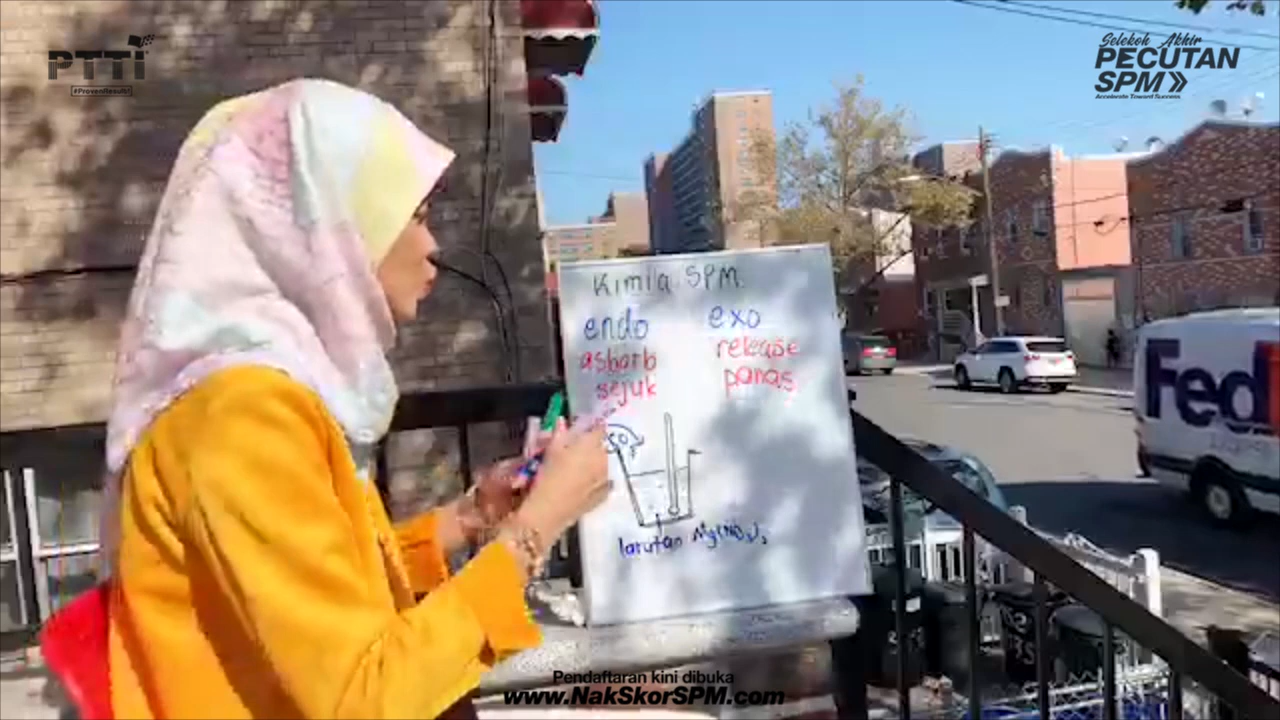 PTTI
#ProvenResults!
Selekoh Akhir
PECUTAN
SPM
Accelerate Toward Success
Kimia SPM
endo exo
asborb release
sejuk panas
larutan
FedE
Pendaftaran kini dibuka
www.NakSkorSPM.com